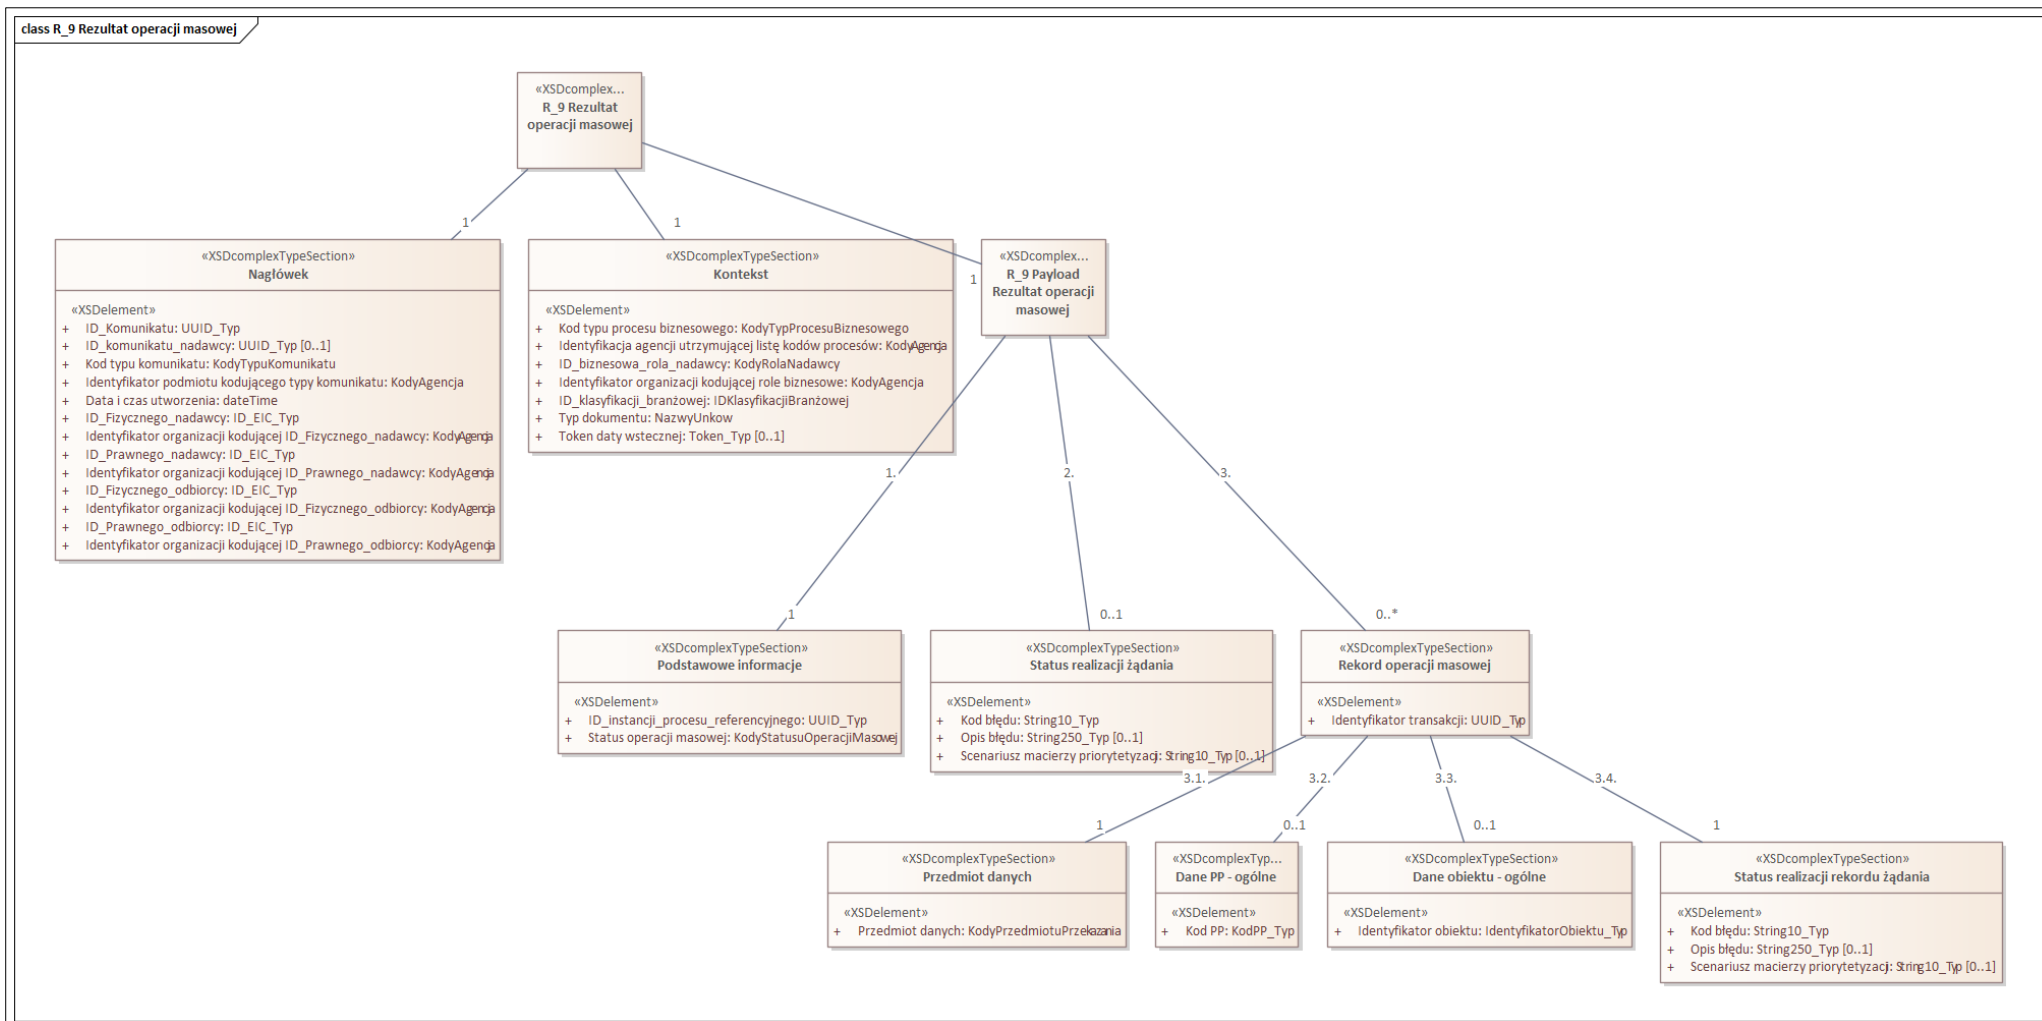 class R_9 Rezultat operacji masowej
«XSDcomplex...
R_9 Rezultat
operacji masowej
1
1
1
«XSDcomplexTypeSection»
Nagłówek
«XSDelement»
+ ID_Komunikatu: UUID_Typ
+ ID_komunikatu_nadawcy: UUID_Typ [0..1]
+ Kod typu komunikatu: KodyTypuKomunikatu
+ Identyfikator podmiotu kodującego typy komunikatu: KodyAgencja
+ Data i czas utworzenia: dateTime
+ ID_Fizycznego_nadawcy: ID_EIC_Typ
+ Identyfikator organizacji kodującej ID_Fizycznego_nadawcy: KodyAgencja
+ ID_Prawnego_nadawcy: ID_EIC_Typ
+ Identyfikator organizacji kodującej ID_Prawnego_nadawcy: KodyAgencja
+ ID_Fizycznego_odbiorcy: ID_EIC_Typ
+ Identyfikator organizacji kodującej ID_Fizycznego_odbiorcy: KodyAgencja
+ ID_Prawnego_odbiorcy: ID_EIC_Typ
+ Identyfikator organizacji kodującej ID_Prawnego_odbiorcy: KodyAgencja
«XSDcomplexTypeSection»
Kontekst
«XSDelement»
+ Kod typu procesu biznesowego: KodyTypProcesuBiznesowego
+ Identyfikacja agencji utrzymującej listę kodów procesów: KodyAgencja
+ ID_biznesowa_rola_nadawcy: KodyRolaNadawcy
+ Identyfikator organizacji kodującej role biznesowe: KodyAgencja
+ ID_klasyfikacji_branżowej: IDKlasyfikacjiBranżowej
+ Typ dokumentu: NazwyUnkow
+ Token daty wstecznej: Token_Typ [0..1]
«XSDcomplex...
R_9 Payload
Rezultat operacji
masowej
1.
2.
3.
1
0..1
0..*
«XSDcomplexTypeSection»
Podstawowe informacje
«XSDelement»
+ ID_instancji_procesu_referencyjnego: UUID_Typ
+ Status operacji masowej: KodyStatusuOperacjiMasowej
«XSDcomplexTypeSection»
Status realizacji żądania
«XSDelement»
+ Kod błędu: String10_Typ
+ Opis błędu: String250_Typ [0..1]
+ Scenariusz macierzy priorytetyzacji: String10_Typ [0..1]
«XSDcomplexTypeSection»
Rekord operacji masowej
«XSDelement»
+ Identyfikator transakcji: UUID_Typ
3.1.
3.2.
3.3.
3.4.
1
0..1
0..1
1
«XSDcomplexTypeSection»
Przedmiot danych
«XSDelement»
+ Przedmiot danych: KodyPrzedmiotuPrzekazania
«XSDcomplexTyp...
Dane PP - ogólne
«XSDelement»
+ Kod PP: KodPP_Typ
«XSDcomplexTypeSection»
Dane obiektu - ogólne
«XSDelement»
+ Identyfikator obiektu: IdentyfikatorObiektu_Typ
«XSDcomplexTypeSection»
Status realizacji rekordu żądania
«XSDelement»
+ Kod błędu: String10_Typ
+ Opis błędu: String250_Typ [0..1]
+ Scenariusz macierzy priorytetyzacji: String10_Typ [0..1]